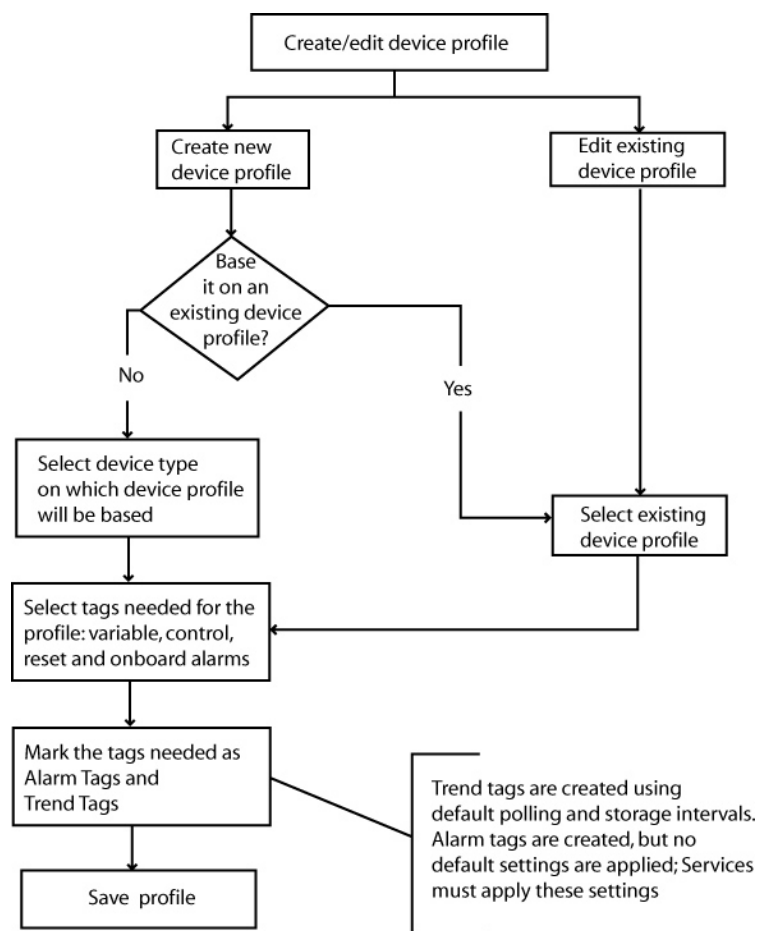 Create/edit device profile
Create new
device profile
Edit existing
device profile
Base
it on an
existing device
profile?
No
Yes
Select device type
on which device profile
will be based
Select existing
device profile
Select tags needed for the
profile: variable, control,
reset and onboard alarms
Mark the tags needed as
Alarm Tags and
Trend Tags
Trend tags are created using
default polling and storage intervals.
Alarm tags are created, but no
default settings are applied; Services
must apply these settings
Save profile